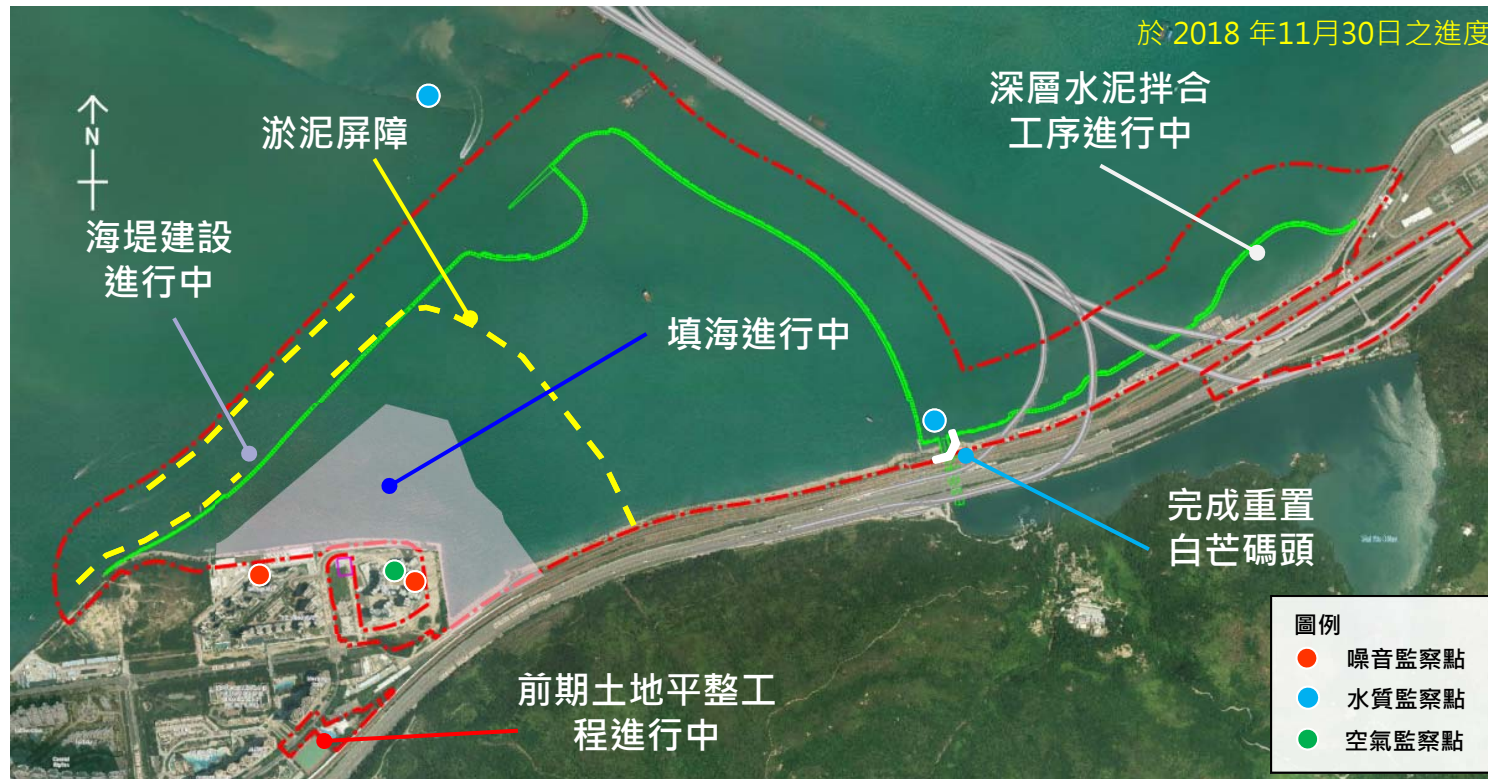 於 2018 年11月30日之進度
N
淤泥屏障
深層水泥拌合
工序進行中
海堤建設
進行中
填海進行中
完成重置
白芒碼頭
前期土地平整工
程進行中
圖例
噪音監察點
水質監察點
空氣監察點